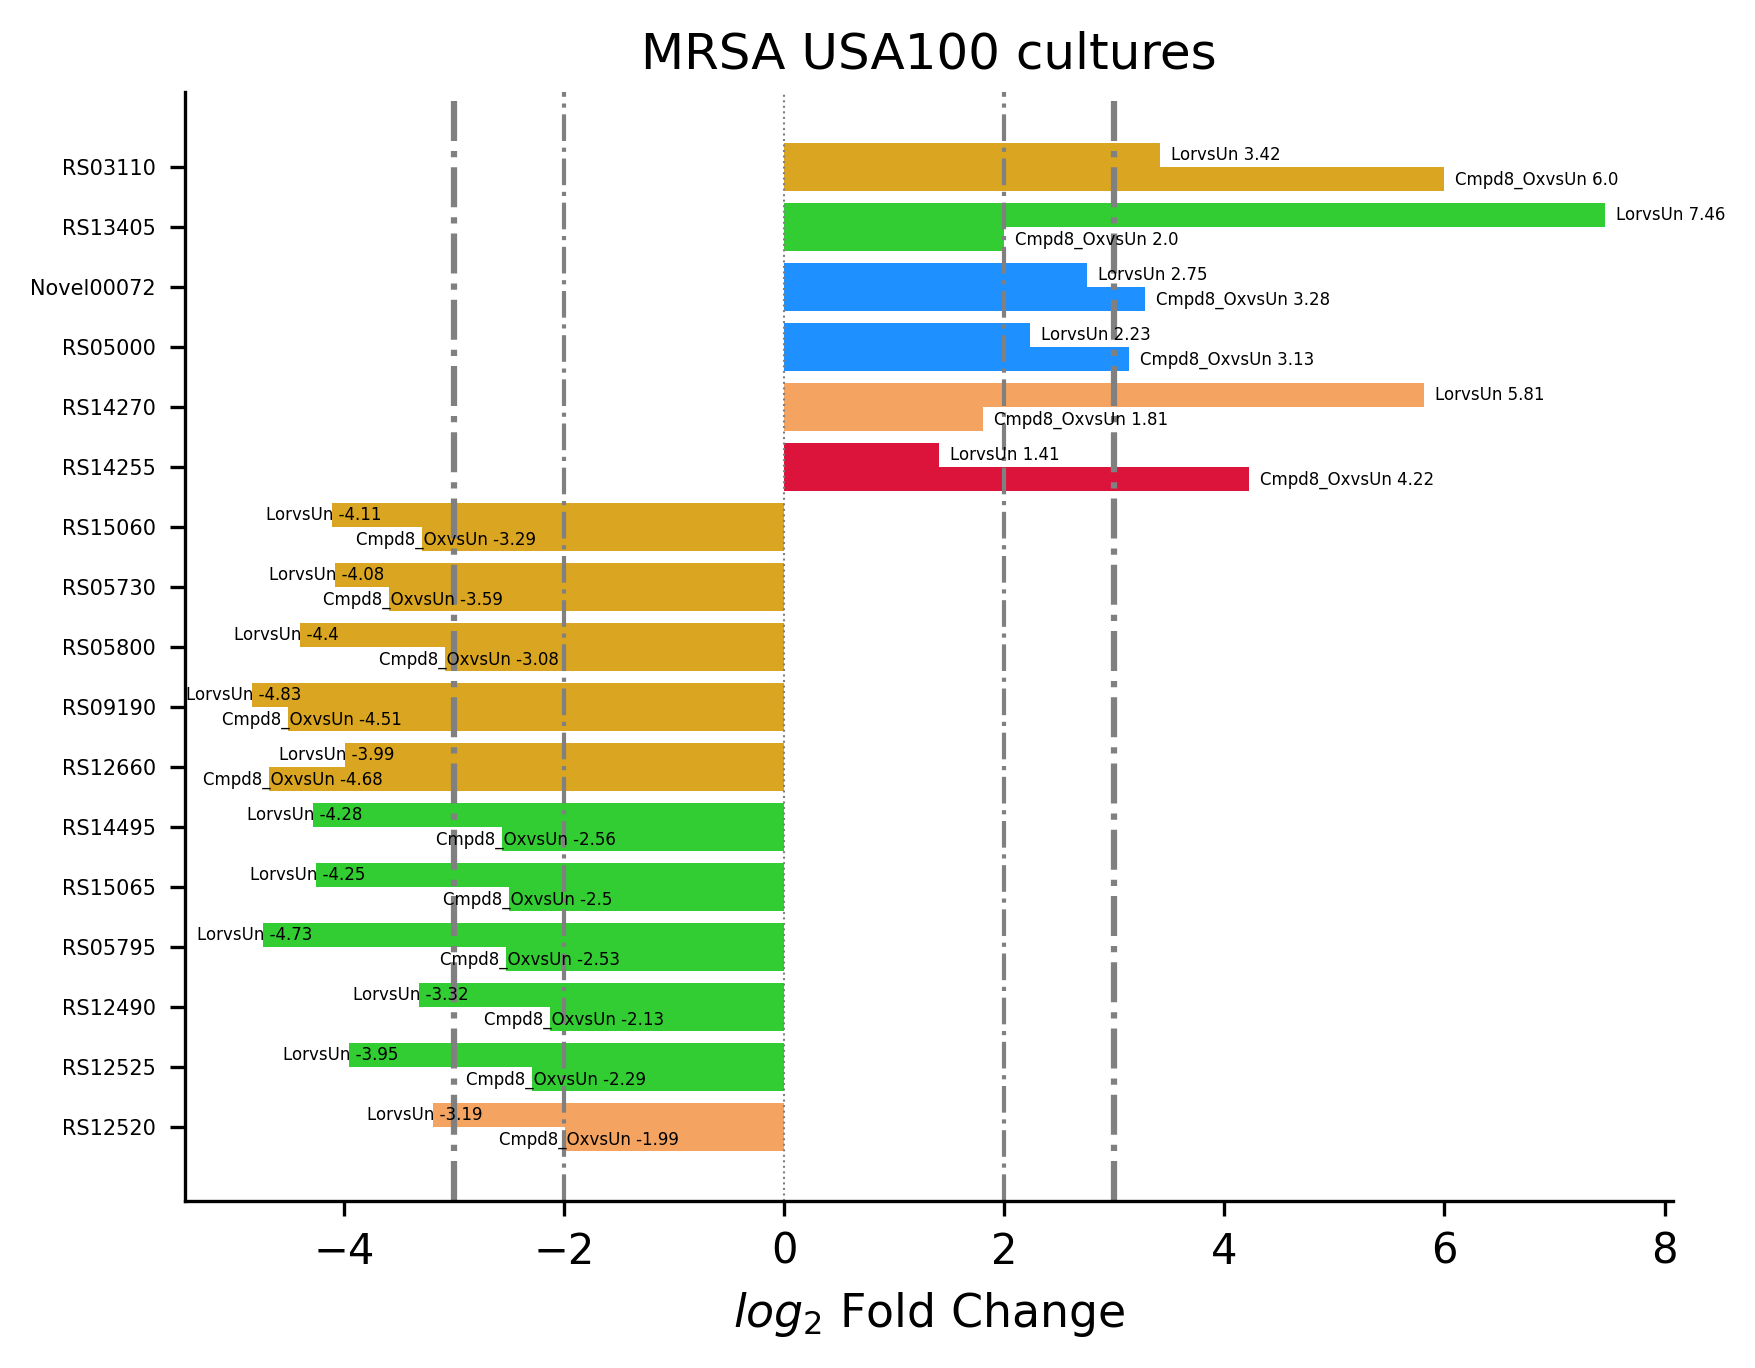 MRSA USA100 cultures
RS03110
LorvsUn 3.42
Cmpd8_OxvsUn 6.0
RS13405
LorvsUn 7.46
Cmpd8_OxvsUn 2.0
Novel00072
LorvsUn 2.75
Cmpd8_OxvsUn 3.28
RS05000
LorvsUn 2.23
Cmpd8_OxvsUn 3.13
RS14270
LorvsUn 5.81
Cmpd8_OxvsUn 1.81
RS14255
LorvsUn 1.41
Cmpd8_OxvsUn 4.22
RS15060
LorvsUn -4.11
Cmpd8_OxvsUn -3.29
RS05730
LorvsUn -4.08
Cmpd8_OxvsUn -3.59
RS05800
LorvsUn -4.4
Cmpd8_OxvsUn -3.08
RS09190
LorvsUn -4.83
Cmpd8_OxvsUn -4.51
RS12660
LorvsUn -3.99
Cmpd8_OxvsUn -4.68
RS14495
LorvsUn -4.28
Cmpd8_OxvsUn -2.56
RS15065
LorvsUn -4.25
Cmpd8_OxvsUn -2.5
RS05795
LorvsUn -4.73
Cmpd8_OxvsUn -2.53
RS12490
LorvsUn -3.32
Cmpd8_OxvsUn -2.13
RS12525
LorvsUn -3.95
Cmpd8_OxvsUn -2.29
RS12520
LorvsUn -3.19
Cmpd8_OxvsUn -1.99
−4 −2 0 2 4 6 8
log₂ Fold Change